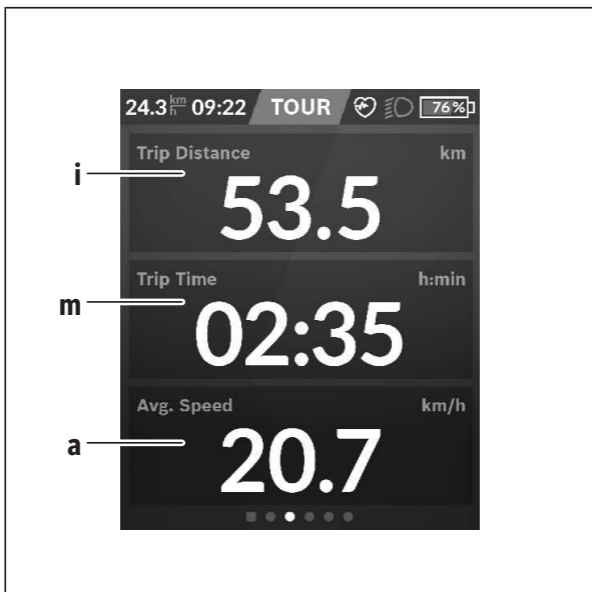 24.3 km/h 09:22 TOUR 76%
Trip Distance km
i
53.5
Trip Time h:min
m
02:35
Avg. Speed km/h
a
20.7